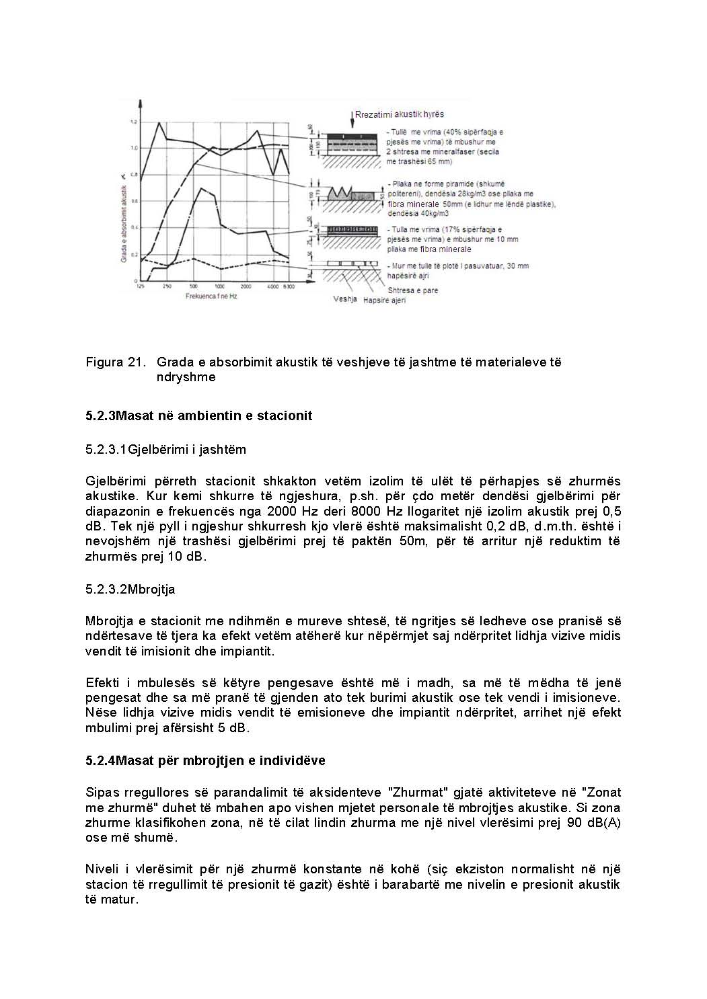 Rrezatimi akustik hyrës
1,2
1,0
0,8
0,6
0,4
0,2
0
Grada e absorbimit akustik
125 250 500 1000 2000 4000 6300
Frekuenca f në Hz
- Tullë me vrima (40% sipërfaqja e
pjesës me vrima) të mbushur me
2 shtresa me mineralfaser (secila
me trashësi 65 mm)
- Pllaka ne forme piramide (shkumë
politereni), dendësia 28kg/m3 ose pllaka me
fibra minerale 50mm (e lidhur me lëndë plastike),
dendësia 40kg/m3
- Tulla me vrima (17% sipërfaqja e
pjesës me vrima) e mbushur me 10 mm
pllaka me fibra minerale
- Mur me tulle të plotë I pasuvatuar, 30 mm
hapësirë ajri
Shtresa e pare
Veshja Hapsire ajeri
Figura 21. Grada e absorbimit akustik të veshjeve të jashtme të materialeve të
ndryshme
5.2.3Masat në ambientin e stacionit
5.2.3.1Gjelbërimi i jashtëm
Gjelbërimi përreth stacionit shkakton vetëm izolim të ulët të përhapjes së zhurmës
akustike. Kur kemi shkurre të ngjeshura, p.sh. për çdo metër dendësi gjelbërimi për
diapazonin e frekuencës nga 2000 Hz deri 8000 Hz llogaritet një izolim akustik prej 0,5
dB. Tek një pyll i ngjeshur shkurresh kjo vlerë është maksimalisht 0,2 dB, d.m.th. është i
nevojshëm një trashësi gjelbërimi prej të paktën 50m, për të arritur një reduktim të
zhurmës prej 10 dB.
5.2.3.2Mbrojtja
Mbrojtja e stacionit me ndihmën e mureve shtesë, të ngritjes së ledheve ose pranisë së
ndërtesave të tjera ka efekt vetëm atëherë kur nëpërmjet saj ndërpritet lidhja vizive midis
vendit të imisionit dhe impiantit.
Efekti i mbulesës së këtyre pengesave është më i madh, sa më të mëdha të jenë
pengesat dhe sa më pranë të gjenden ato tek burimi akustik ose tek vendi i imisioneve.
Nëse lidhja vizive midis vendit të emisioneve dhe impiantit ndërpritet, arrihet një efekt
mbulimi prej afërsisht 5 dB.
5.2.4Masat për mbrojtjen e individëve
Sipas rregullores së parandalimit të aksidenteve "Zhurmat" gjatë aktiviteteve në "Zonat
me zhurmë" duhet të mbahen apo vishen mjetet personale të mbrojtjes akustike. Si zona
zhurme klasifikohen zona, në të cilat lindin zhurma me një nivel vlerësimi prej 90 dB(A)
ose më shumë.
Niveli i vlerësimit për një zhurmë konstante në kohë (siç ekziston normalisht në një
stacion të rregullimit të presionit të gazit) është i barabartë me nivelin e presionit akustik
të matur.